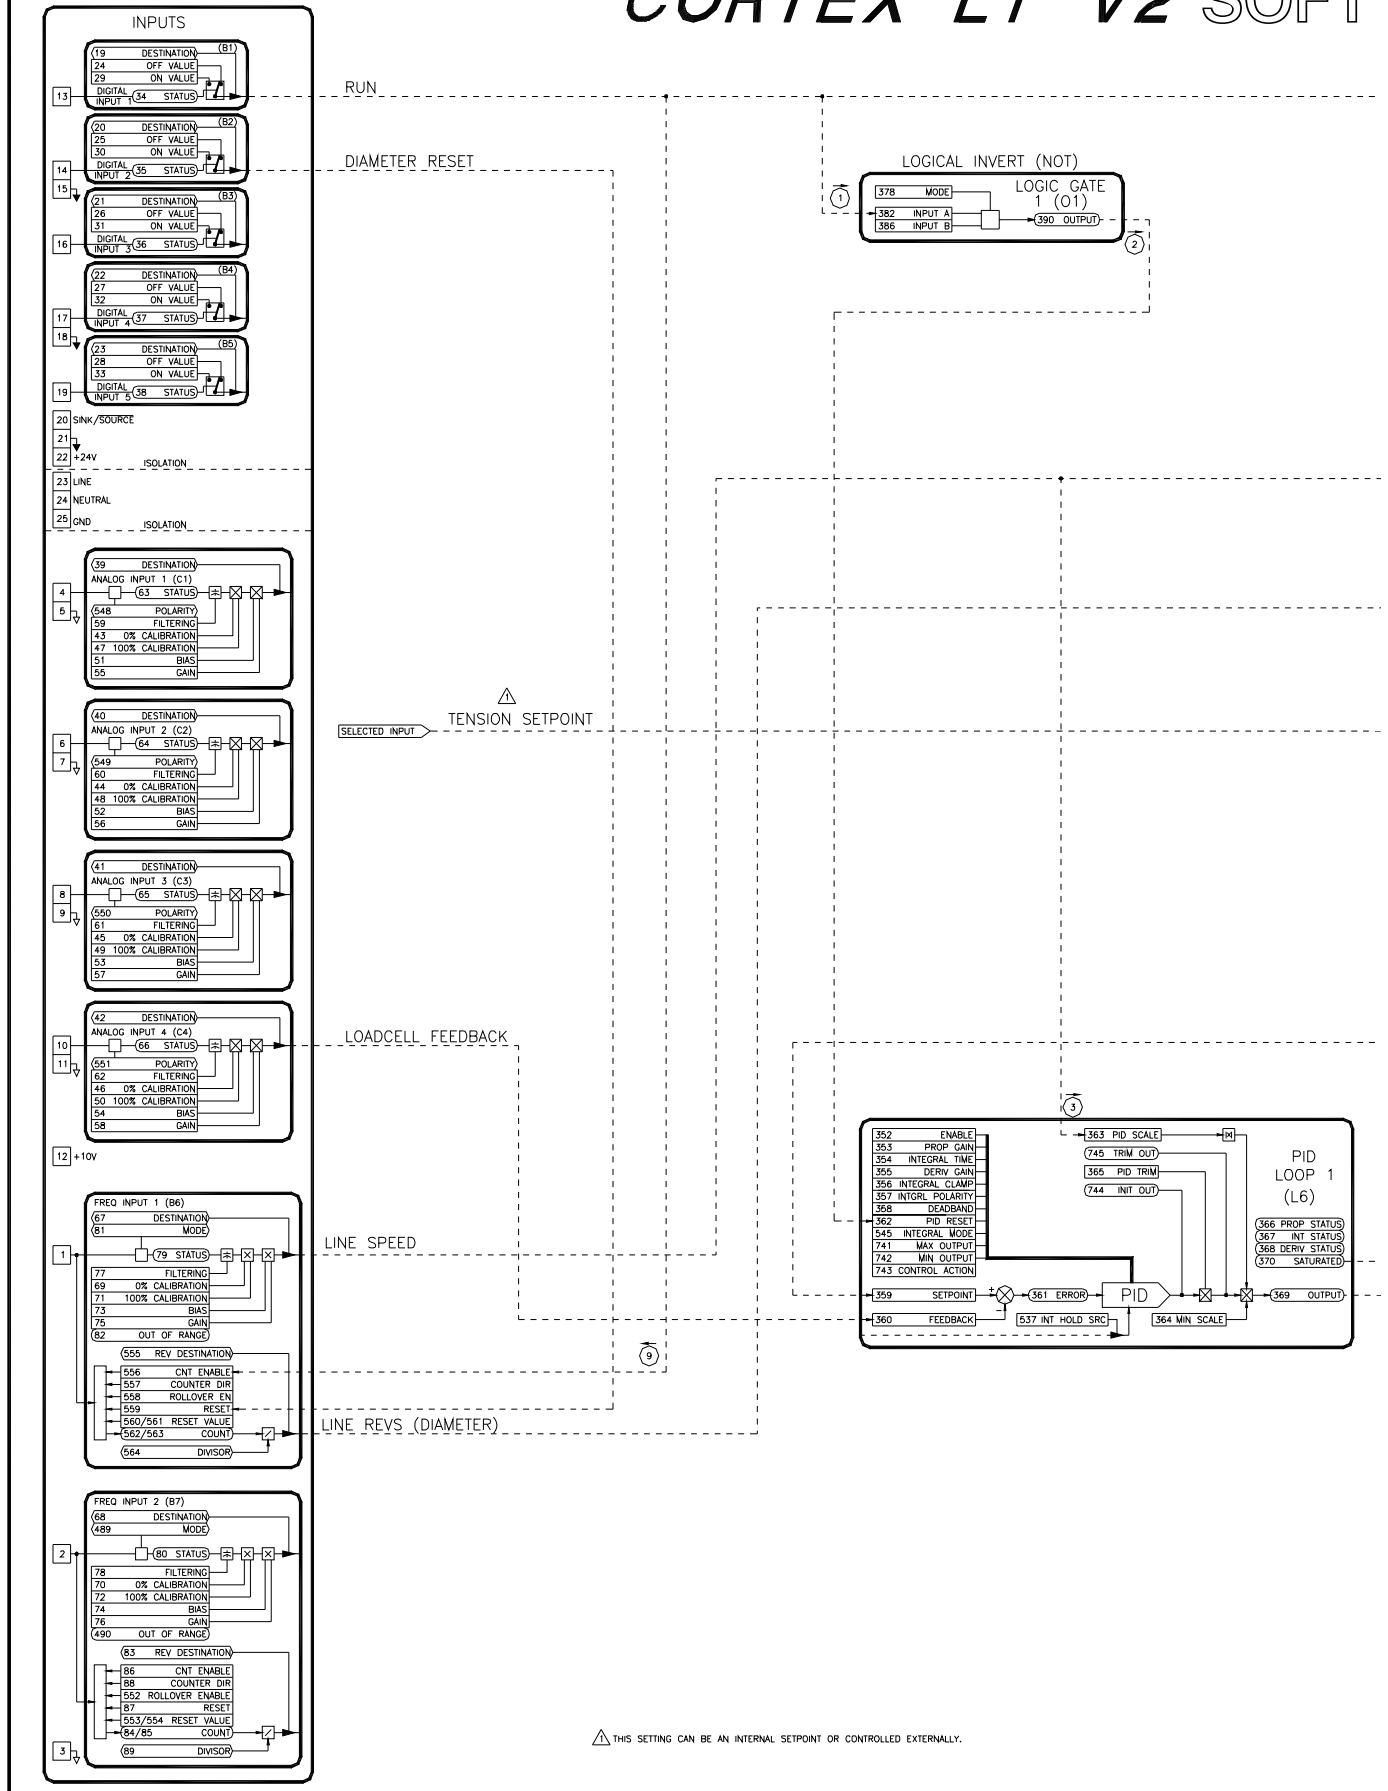 CORTEX LT V2 SOFT
INPUTS
19 DESTINATION (B1)
24 OFF VALUE
29 ON VALUE
13 DIGITAL INPUT 1 34 STATUS
RUN
20 DESTINATION (B2)
25 OFF VALUE
30 ON VALUE
14 DIGITAL INPUT 2 35 STATUS
DIAMETER RESET
15
21 DESTINATION (B3)
26 OFF VALUE
31 ON VALUE
16 DIGITAL INPUT 3 36 STATUS
22 DESTINATION (B4)
27 OFF VALUE
32 ON VALUE
17 DIGITAL INPUT 4 37 STATUS
18
23 DESTINATION (B5)
28 OFF VALUE
33 ON VALUE
19 DIGITAL INPUT 5 38 STATUS
20 SINK/SOURCE
21
22 +24V
ISOLATION
23 LINE
24 NEUTRAL
25 GND
ISOLATION
LOGICAL INVERT (NOT)
1
378 MODE
LOGIC GATE
1 (O1)
382 INPUT A
386 INPUT B
390 OUTPUT
2
39 DESTINATION
ANALOG INPUT 1 (C1)
4
63 STATUS
5
548 POLARITY
59 FILTERING
43 0% CALIBRATION
47 100% CALIBRATION
51 BIAS
55 GAIN
40 DESTINATION
ANALOG INPUT 2 (C2)
6
64 STATUS
7
549 POLARITY
60 FILTERING
44 0% CALIBRATION
48 100% CALIBRATION
52 BIAS
56 GAIN
1
TENSION SETPOINT
SELECTED INPUT
41 DESTINATION
ANALOG INPUT 3 (C3)
8
65 STATUS
9
550 POLARITY
61 FILTERING
45 0% CALIBRATION
49 100% CALIBRATION
53 BIAS
57 GAIN
42 DESTINATION
ANALOG INPUT 4 (C4)
10
66 STATUS
11
551 POLARITY
62 FILTERING
46 0% CALIBRATION
50 100% CALIBRATION
54 BIAS
58 GAIN
LOADCELL FEEDBACK
12 +10V
3
352 ENABLE
353 PROP GAIN
354 INTEGRAL TIME
355 DERIV GAIN
356 INTEGRAL CLAMP
357 INTGRL POLARITY
358 DEADBAND
362 PID RESET
545 INTEGRAL MODE
741 MAX OUTPUT
742 MIN OUTPUT
743 CONTROL ACTION
359 SETPOINT
360 FEEDBACK
363 PID SCALE
745 TRIM OUT
365 PID TRIM
744 INIT OUT
PID
LOOP 1
(L6)
366 PROP STATUS
367 INT STATUS
368 DERIV STATUS
370 SATURATED
+
-
361 ERROR
PID
369 OUTPUT
537 INT HOLD SRC
364 MIN SCALE
FREQ INPUT 1 (B6)
67 DESTINATION
81 MODE
1
79 STATUS
LINE SPEED
77 FILTERING
69 0% CALIBRATION
71 100% CALIBRATION
73 BIAS
75 GAIN
82 OUT OF RANGE
555 REV DESTINATION
556 CNT ENABLE
557 COUNTER DIR
558 ROLLOVER EN
559 RESET
560/561 RESET VALUE
562/563 COUNT
564 DIVISOR
9
LINE REVS (DIAMETER)
FREQ INPUT 2 (B7)
68 DESTINATION
489 MODE
2
80 STATUS
78 FILTERING
70 0% CALIBRATION
72 100% CALIBRATION
74 BIAS
76 GAIN
490 OUT OF RANGE
83 REV DESTINATION
86 CNT ENABLE
88 COUNTER DIR
552 ROLLOVER ENABLE
87 RESET
553/554 RESET VALUE
84/85 COUNT
3
89 DIVISOR
1 THIS SETTING CAN BE AN INTERNAL SETPOINT OR CONTROLLED EXTERNALLY.